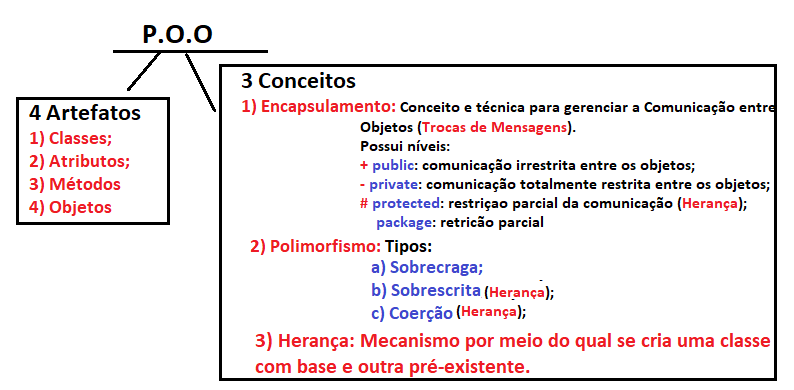 P.O.O
4 Artefatos
1) Classes;
2) Atributos;
3) Métodos
4) Objetos
3 Conceitos
1) Encapsulamento: Conceito e técnica para gerenciar a Comunicação entre
Objetos (Trocas de Mensagens).
Possui níveis:
+ public: comunicação irrestrita entre os objetos;
- private: comunicação totalmente restrita entre os objetos;
# protected: restriçao parcial da comunicação (Herança);
package: retricão parcial
2) Polimorfismo: Tipos:
a) Sobrecraga;
b) Sobrescrita (Herança);
c) Coerção (Herança);
3) Herança: Mecanismo por meio do qual se cria uma classe
com base e outra pré-existente.